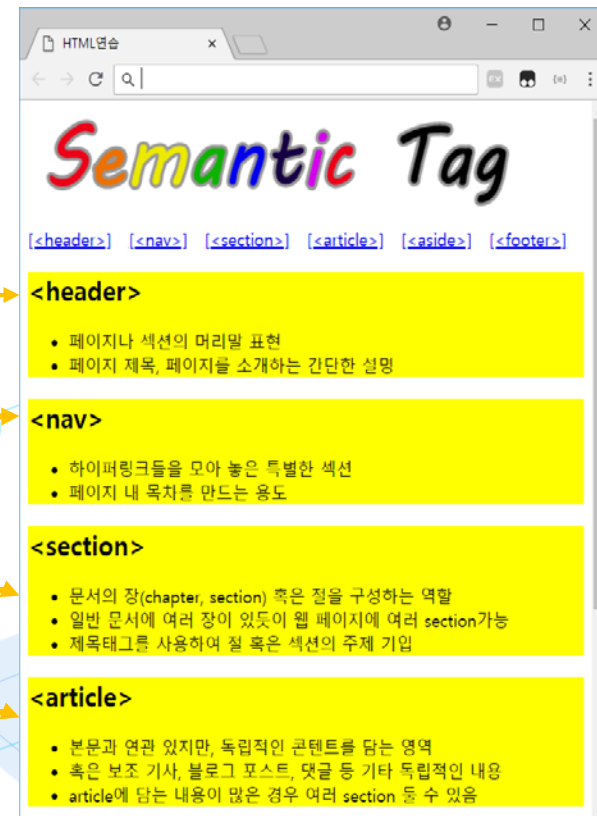 HTML연습
Semantic Tag
[<header>] [<nav>] [<section>] [<article>] [<aside>] [<footer>]
<header>
• 페이지나 섹션의 머리말 표현
• 페이지 제목, 페이지를 소개하는 간단한 설명
<nav>
• 하이퍼링크들을 모아 놓은 특별한 섹션
• 페이지 내 목차를 만드는 용도
<section>
• 문서의 장(chapter, section) 혹은 절을 구성하는 역할
• 일반 문서에 여러 장이 있듯이 웹 페이지에 여러 section가능
• 제목태그를 사용하여 절 혹은 섹션의 주제 기입
<article>
• 본문과 연관 있지만, 독립적인 콘텐트를 담는 영역
• 혹은 보조 기사, 블로그 포스트, 댓글 등 기타 독립적인 내용
• article에 담는 내용이 많은 경우 여러 section 둘 수 있음